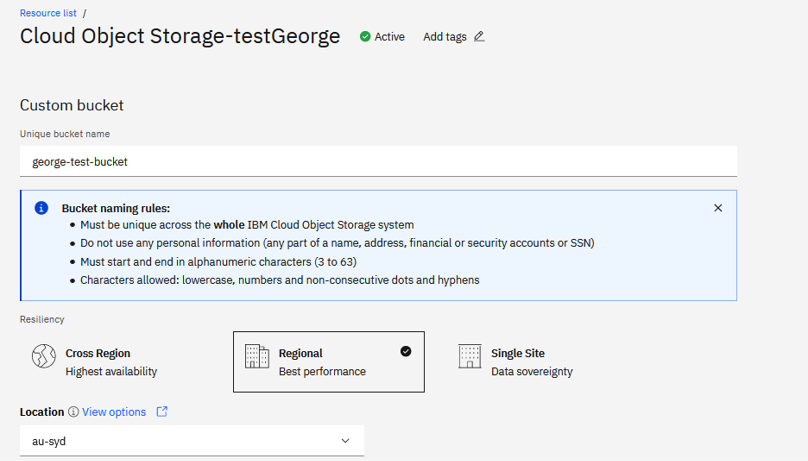 Resource list /
Cloud Object Storage-testGeorge Active Add tags
Custom bucket
Unique bucket name
george-test-bucket
Bucket naming rules:
Must be unique across the whole IBM Cloud Object Storage system
Do not use any personal information (any part of a name, address, financial or security accounts or SSN)
Must start and end in alphanumeric characters (3 to 63)
Characters allowed: lowercase, numbers and non-consecutive dots and hyphens
Resiliency
Cross Region
Highest availability
Regional
Best performance
Single Site
Data sovereignty
Location View options
au-syd